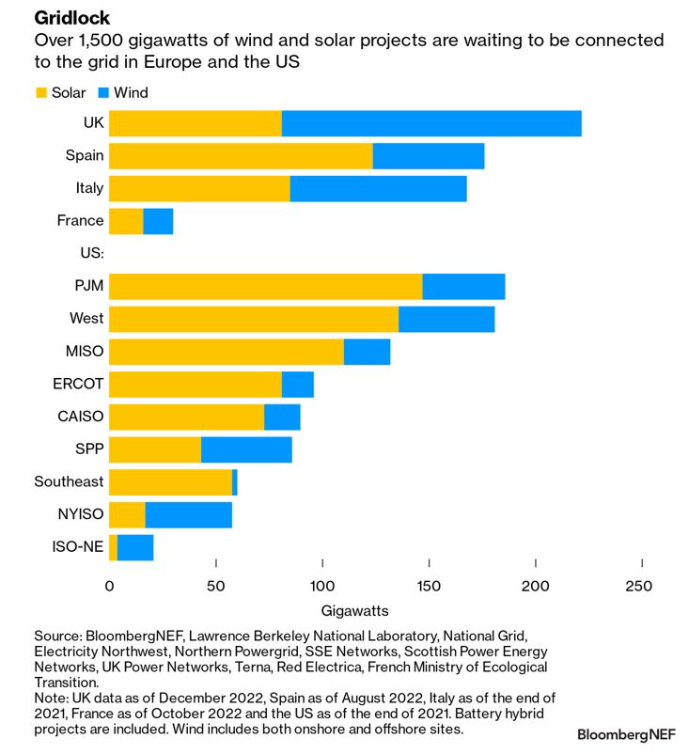 Gridlock
Over 1,500 gigawatts of wind and solar projects are waiting to be connected
to the grid in Europe and the US
Solar Wind
UK
Spain
Italy
France
US:
PJM
West
MISO
ERCOT
CAISO
SPP
Southeast
NYISO
ISO-NE
0 50 100 150 200 250
Gigawatts
Source: BloombergNEF, Lawrence Berkeley National Laboratory, National Grid,
Electricity Northwest, Northern Powergrid, SSE Networks, Scottish Power Energy
Networks, UK Power Networks, Terna, Red Electrica, French Ministry of Ecological
Transition.
Note: UK data as of December 2022, Spain as of August 2022, Italy as of the end of
2021, France as of October 2022 and the US as of the end of 2021. Battery hybrid
projects are included. Wind includes both onshore and offshore sites.
BloombergNEF